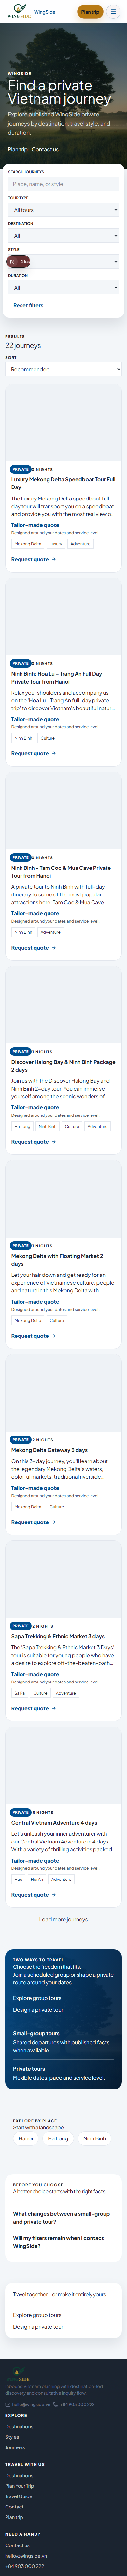 WINGSIDE
WingSide
Plan trip
WINGSIDE
Find a private
Vietnam journey
Explore published WingSide private
journeys by destination, travel style, and
duration.
Plan trip Contact us
SEARCH JOURNEYS
Place, name, or style
TOUR TYPE
All tours
DESTINATION
All
STYLE
DURATION
All
Reset filters
RESULTS
22 journeys
SORT
Recommended
PRIVATE 0 NIGHTS
Luxury Mekong Delta Speedboat Tour Full
Day
The Luxury Mekong Delta speedboat full-
day tour will transport you on a speedboat
along the most real view o…
Tailor-made quote
Designed around your dates and service level.
Mekong Delta Luxury Adventure
Request quote →
PRIVATE 0 NIGHTS
Ninh Binh: Hoa Lu – Trang An Full Day
Private Tour from Hanoi
Relax your shoulders and accompany us
on the 'Hoa Lu - Trang An full-day private
trip' to discover Vietnam's beautiful natur…
Tailor-made quote
Designed around your dates and service level.
Ninh Binh Culture
Request quote →
PRIVATE 0 NIGHTS
Ninh Binh - Tam Coc & Mua Cave Private
Tour from Hanoi
A private tour to Ninh Binh with full-day
itinerary to some of the most popular
attractions here: Tam Coc & Mua Cave…
Tailor-made quote
Designed around your dates and service level.
Ninh Binh Adventure
Request quote →
PRIVATE 1 NIGHTS
Discover Halong Bay & Ninh Binh Package
2 days
Join us with the Discover Halong Bay and
Ninh Binh 2-day tour. You can immerse
yourself among the iconic wonders of…
Tailor-made quote
Designed around your dates and service level.
Ha Long Ninh Binh Culture Adventure
Request quote →
PRIVATE 1 NIGHTS
Mekong Delta with Floating Market 2
days
Let your hair down and get ready for an
experience of Vietnamese culture, people,
and nature in this Mekong Delta with…
Tailor-made quote
Designed around your dates and service level.
Mekong Delta Culture
Request quote →
PRIVATE 2 NIGHTS
Mekong Delta Gateway 3 days
On this 3-day journey, you'll learn about
the legendary Mekong Delta's waters,
colorful markets, traditional riverside…
Tailor-made quote
Designed around your dates and service level.
Mekong Delta Culture
Request quote →
PRIVATE 2 NIGHTS
Sapa Trekking & Ethnic Market 3 days
The 'Sapa Trekking & Ethnic Market 3 Days'
tour is suitable for young people who have
a desire to explore off-the-beaten-path…
Tailor-made quote
Designed around your dates and service level.
Sa Pa Culture Adventure
Request quote →
PRIVATE 3 NIGHTS
Central Vietnam Adventure 4 days
Let's unleash your inner adventurer with
our Central Vietnam Adventure in 4 days.
With a variety of thrilling activities packed…
Tailor-made quote
Designed around your dates and service level.
Hue Hoi An Adventure
Request quote →
Load more journeys
TWO WAYS TO TRAVEL
Choose the freedom that fits.
Join a scheduled group or shape a private
route around your dates.
Explore group tours
Design a private tour
Small-group tours
Shared departures with published facts
when available.
Private tours
Flexible dates, pace and service level.
EXPLORE BY PLACE
Start with a landscape.
Hanoi Ha Long Ninh Binh
BEFORE YOU CHOOSE
A better choice starts with the right facts.
What changes between a small-group
and private tour?
Will my filters remain when I contact
WingSide?
Travel together—or make it entirely yours.
Explore group tours
Design a private tour
WINGSIDE
hello@wingside.vn +84 903 000 222
EXPLORE
Destinations
Styles
Journeys
TRAVEL WITH US
Destinations
Plan Your Trip
Travel Guide
Contact
Plan trip
NEED A HAND?
Contact us
hello@wingside.vn
+84 903 000 222